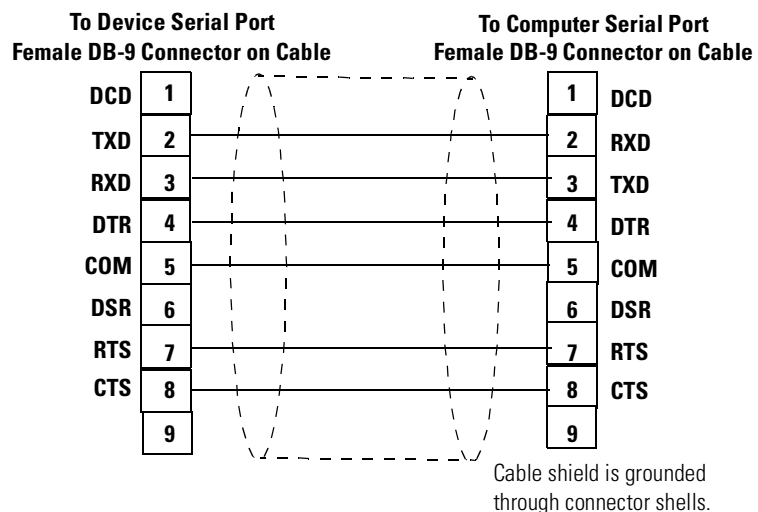 To Device Serial Port
Female DB-9 Connector on Cable
To Computer Serial Port
Female DB-9 Connector on Cable
DCD 1 1 DCD
TXD 2 2 RXD
RXD 3 3 TXD
DTR 4 4 DTR
COM 5 5 COM
DSR 6 6 DSR
RTS 7 7 RTS
CTS 8 8 CTS
9 9
Cable shield is grounded
through connector shells.